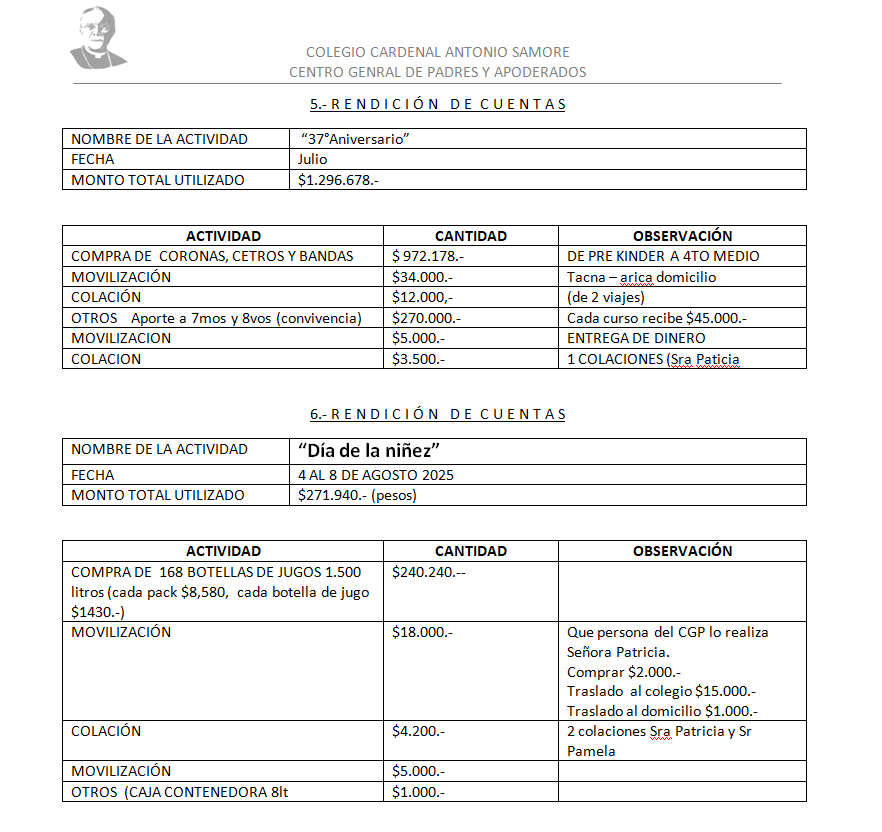 COLEGIO CARDENAL ANTONIO SAMORE
CENTRO GENRAL DE PADRES Y APODERADOS
5.- R E N D I C I Ó N   D E  C U E N T A S
NOMBRE DE LA ACTIVIDAD "37°Aniversario"
FECHA Julio
MONTO TOTAL UTILIZADO $1.296.678.-
ACTIVIDAD CANTIDAD OBSERVACIÓN
COMPRA DE CORONAS, CETROS Y BANDAS $ 972.178.- DE PRE KINDER A 4TO MEDIO
MOVILIZACIÓN $34.000.- Tacna – arica domicilio
COLACIÓN $12.000,- (de 2 viajes)
OTROS Aporte a 7mos y 8vos (convivencia) $270.000.- Cada curso recibe $45.000.-
MOVILIZACION $5.000.- ENTREGA DE DINERO
COLACION $3.500.- 1 COLACIONES (Sra Paticia
6.- R E N D I C I Ó N   D E  C U E N T A S
NOMBRE DE LA ACTIVIDAD "Día de la niñez"
FECHA 4 AL 8 DE AGOSTO 2025
MONTO TOTAL UTILIZADO $271.940.- (pesos)
ACTIVIDAD CANTIDAD OBSERVACIÓN
COMPRA DE 168 BOTELLAS DE JUGOS 1.500 $240.240.--
litros (cada pack $8,580, cada botella de jugo
$1430.-)
MOVILIZACIÓN $18.000.- Que persona del CGP lo realiza
Señora Patricia.
Comprar $2.000.-
Traslado al colegio $15.000.-
Traslado al domicilio $1.000.-
COLACIÓN $4.200.- 2 colaciones Sra Patricia y Sr
Pamela
MOVILIZACIÓN $5.000.-
OTROS (CAJA CONTENEDORA 8lt $1.000.-